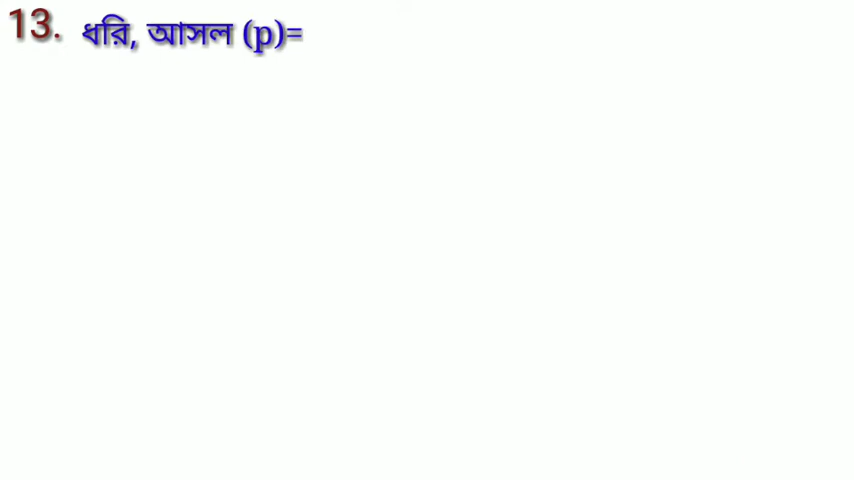 13. ধরি, আসল (p)=